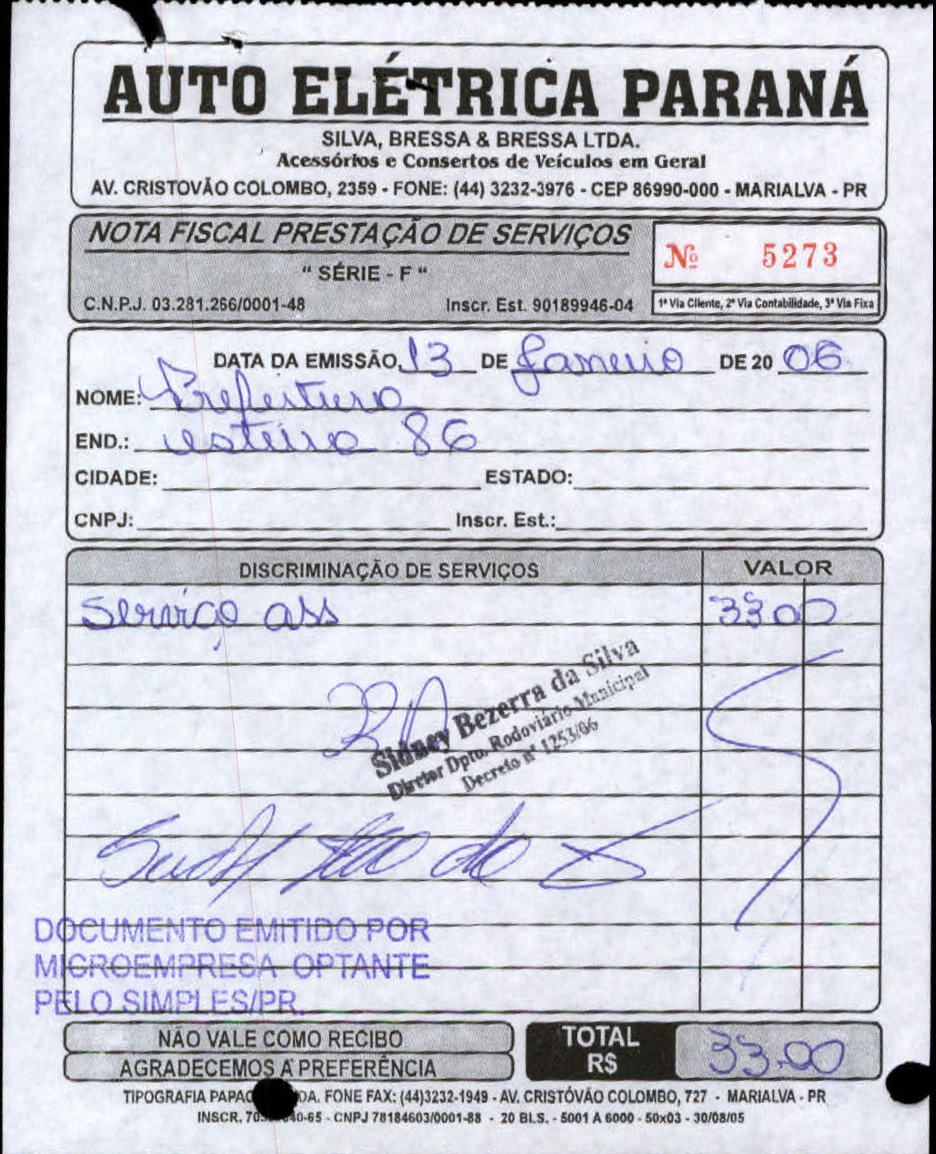 AUTO ELÉTRICA PARANÁ
SILVA, BRESSA & BRESSA LTDA.
Acessórios e Consertos de Veículos em Geral
AV. CRISTOVÃO COLOMBO, 2359 - FONE: (44) 3232-3976 - CEP 86990-000 - MARIALVA - PR
NOTA FISCAL PRESTAÇÃO DE SERVIÇOS
" SÉRIE - F "
Nº 5273
C.N.P.J. 03.281.266/0001-48 Inscr. Est. 90189946-04
1ª Via Cliente, 2ª Via Contabilidade, 3ª Via Fixa
DATA DA EMISSÃO 13 DE Janeiro DE 20 06
NOME: Prefeitura
END.: 86
CIDADE: ESTADO:
CNPJ: Inscr. Est.:
DISCRIMINAÇÃO DE SERVIÇOS VALOR
Serviço ass 33 00
Sidney Bezerra da Silva
Diretor Dpto. Rodoviário Municipal
Decreto nº 1253/06
DOCUMENTO EMITIDO POR
MICROEMPRESA OPTANTE
PELO SIMPLES/PR.
NÃO VALE COMO RECIBO
AGRADECEMOS A PREFERÊNCIA
TOTAL
R$ 33.00
TIPOGRAFIA DA. FONE FAX: (44)3232-1949 - AV. CRISTÓVÃO COLOMBO, 727 - MARIALVA - PR
INSCR. 0-65 - CNPJ 78184603/0001-88 - 20 BLS. - 5001 A 6000 - 50x03 - 30/08/05